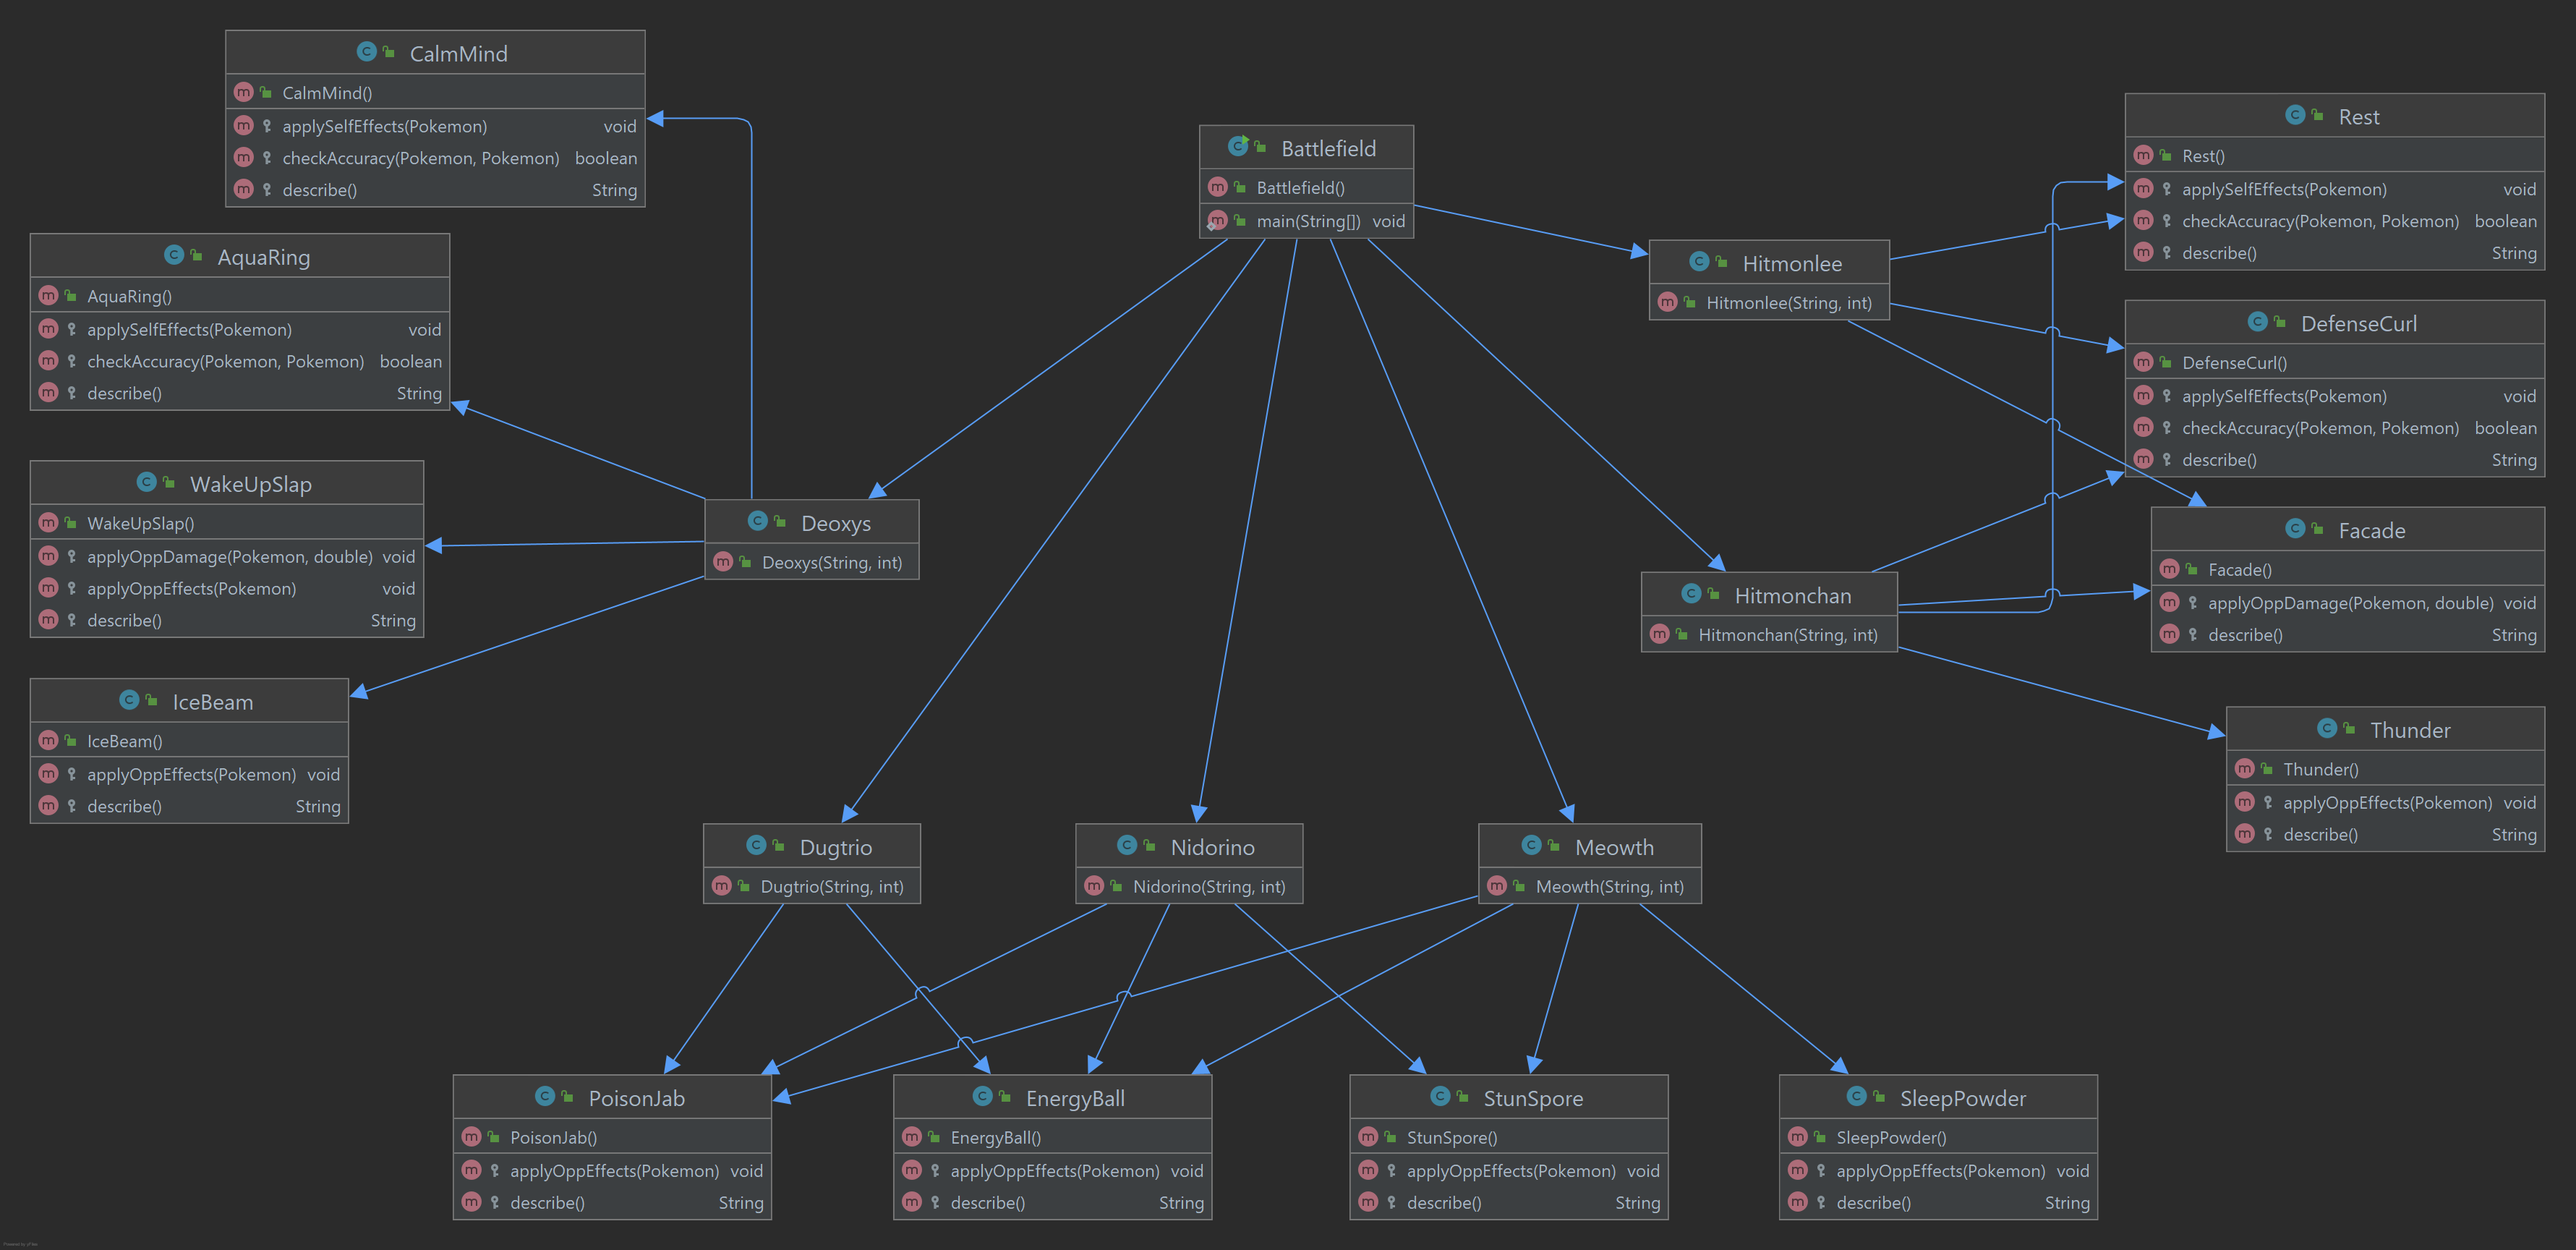 CalmMind
CalmMind()
applySelfEffects(Pokemon) void
checkAccuracy(Pokemon, Pokemon) boolean
describe() String
AquaRing
AquaRing()
applySelfEffects(Pokemon) void
checkAccuracy(Pokemon, Pokemon) boolean
describe() String
WakeUpSlap
WakeUpSlap()
applyOppDamage(Pokemon, double) void
applyOppEffects(Pokemon) void
describe() String
IceBeam
IceBeam()
applyOppEffects(Pokemon) void
describe() String
Battlefield
Battlefield()
main(String[]) void
Deoxys
Deoxys(String, int)
Hitmonlee
Hitmonlee(String, int)
Hitmonchan
Hitmonchan(String, int)
Rest
Rest()
applySelfEffects(Pokemon) void
checkAccuracy(Pokemon, Pokemon) boolean
describe() String
DefenseCurl
DefenseCurl()
applySelfEffects(Pokemon) void
checkAccuracy(Pokemon, Pokemon) boolean
describe() String
Facade
Facade()
applyOppDamage(Pokemon, double) void
describe() String
Thunder
Thunder()
applyOppEffects(Pokemon) void
describe() String
Dugtrio
Dugtrio(String, int)
Nidorino
Nidorino(String, int)
Meowth
Meowth(String, int)
PoisonJab
PoisonJab()
applyOppEffects(Pokemon) void
describe() String
EnergyBall
EnergyBall()
applyOppEffects(Pokemon) void
describe() String
StunSpore
StunSpore()
applyOppEffects(Pokemon) void
describe() String
SleepPowder
SleepPowder()
applyOppEffects(Pokemon) void
describe() String
Powered by yFiles